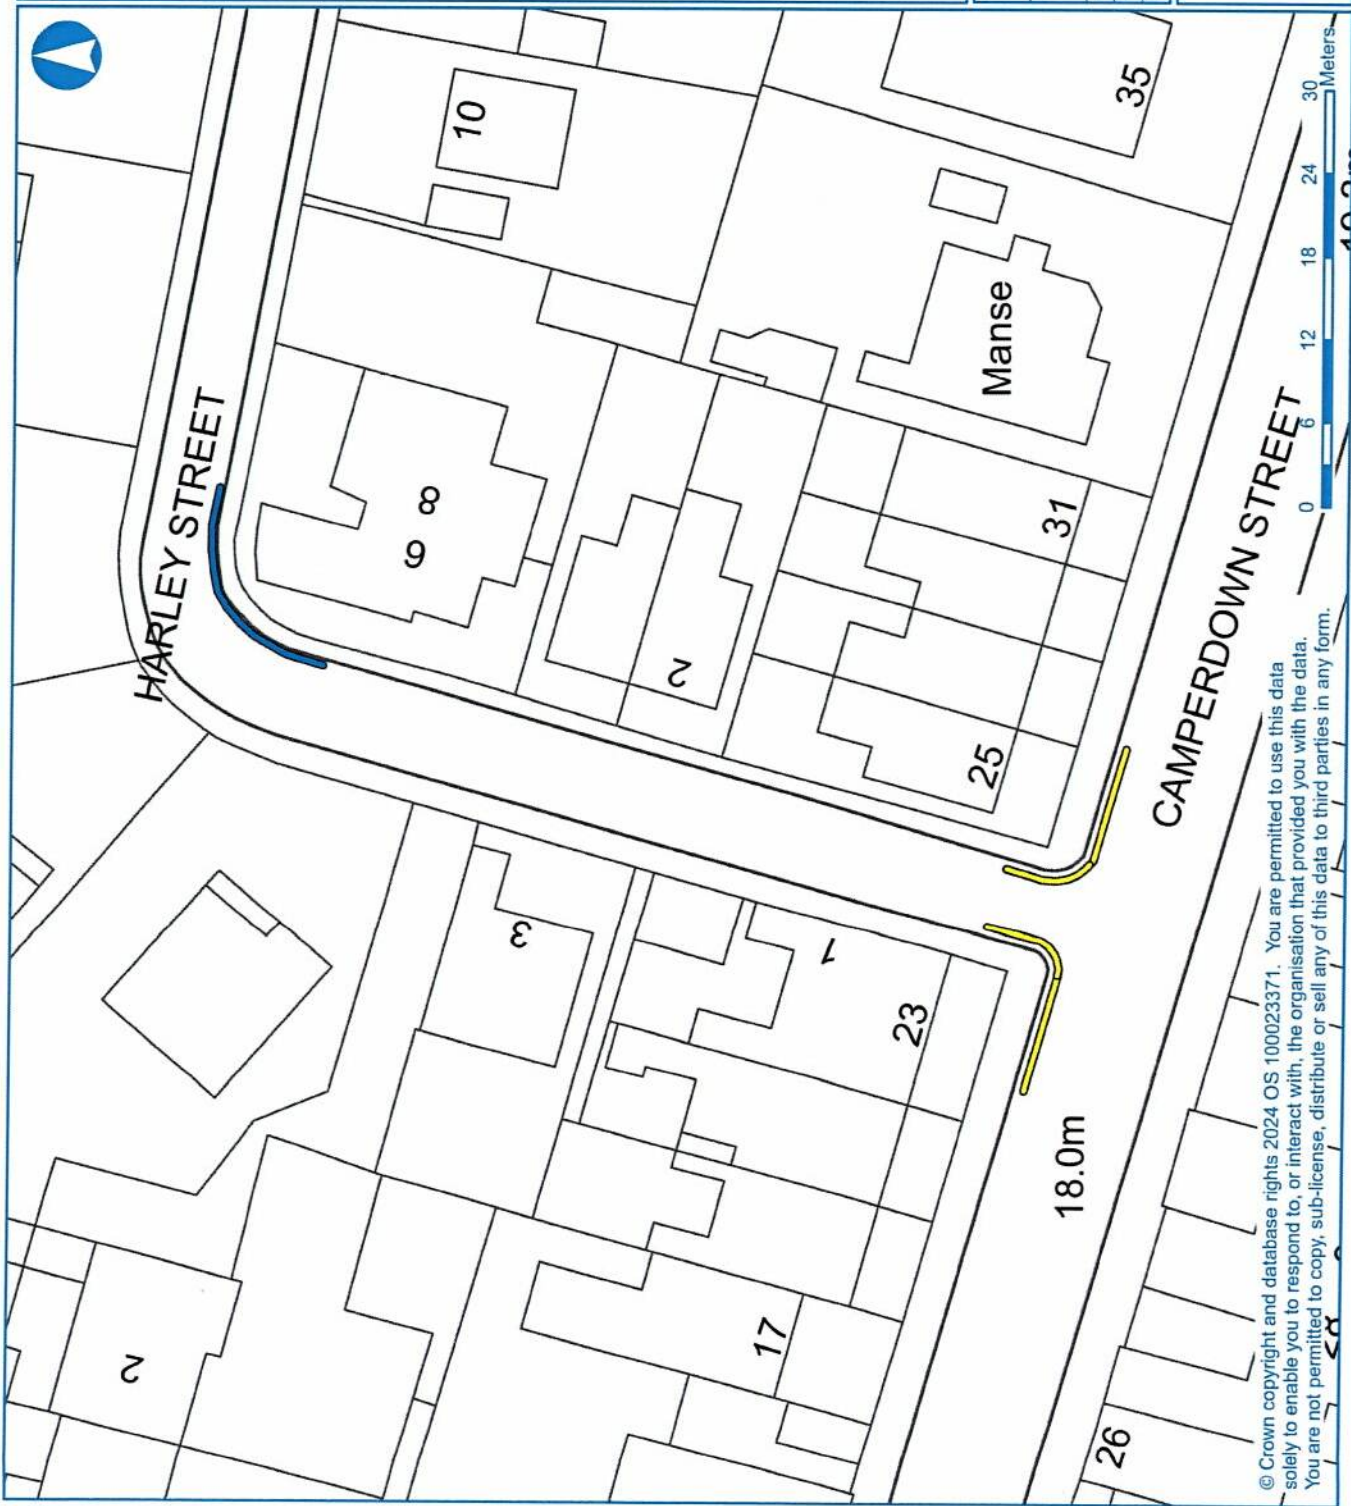 HARLEY STREET
10
35
8
6
Manse
2
31
25
CAMPERDOWN STREET
3
1
23
18.0m
2
17
26
0 6 12 18 24 30
Meters
© Crown copyright and database rights 2024 OS 100023371. You are permitted to use this data
solely to enable you to respond to, or interact with, the organisation that provided you with the data.
You are not permitted to copy, sub-license, distribute or sell any of this data to third parties in any form.